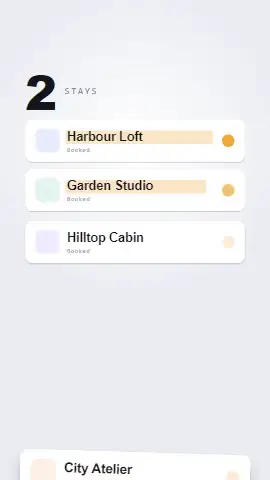 2 STAYS
Harbour Loft
Booked
Garden Studio
Booked
Hilltop Cabin
Booked
City Atelier